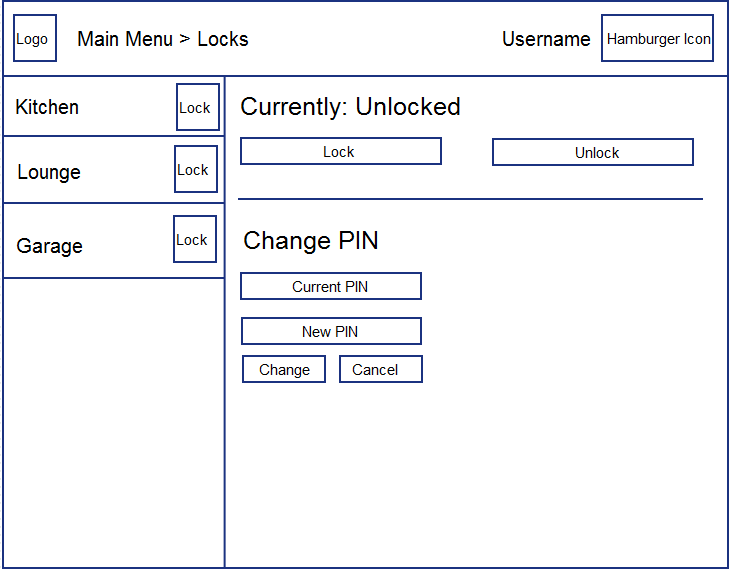 Logo
Main Menu > Locks
Username
Hamburger Icon
Kitchen
Lock
Lounge
Lock
Garage
Lock
Currently: Unlocked
Lock
Unlock
Change PIN
Current PIN
New PIN
Change
Cancel